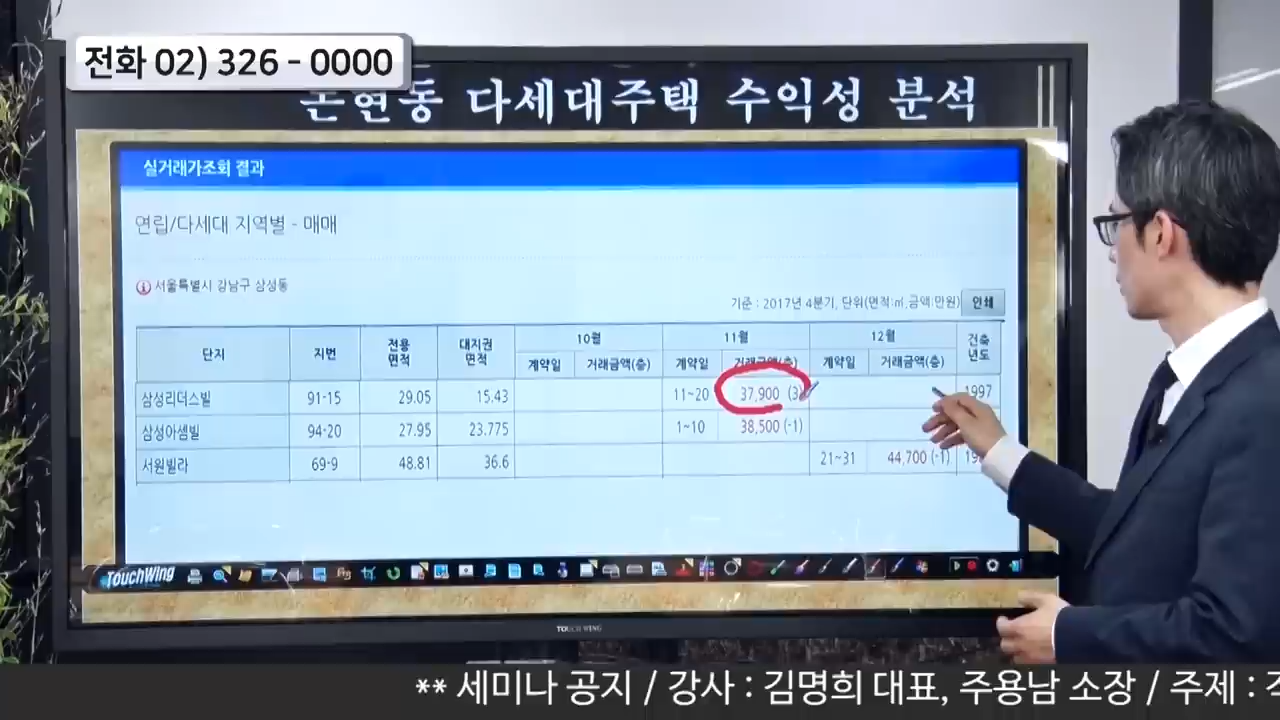 전화 02) 326 - 0000
논현동 다세대주택 수익성 분석
실거래가조회 결과
연립/다세대 지역별 - 매매
서울특별시 강남구 삼성동
기준 : 2017년 4분기, 단위(면적:㎡,금액:만원) 인쇄
단지 지번 전용면적 대지권면적 10월 11월 12월 건축년도
계약일 거래금액(층) 계약일 거래금액(층) 계약일 거래금액(층)
삼성리더스빌 91-15 29.05 15.43 11~20 37,900 (3) 1997
삼성아셈빌 94-20 27.95 23.775 1~10 38,500 (-1)
서원빌라 69-9 48.81 36.6 21~31 44,700 (-1)
TouchWing
TOUCH WING
** 세미나 공지 / 강사 : 김명희 대표, 주용남 소장 / 주제 :